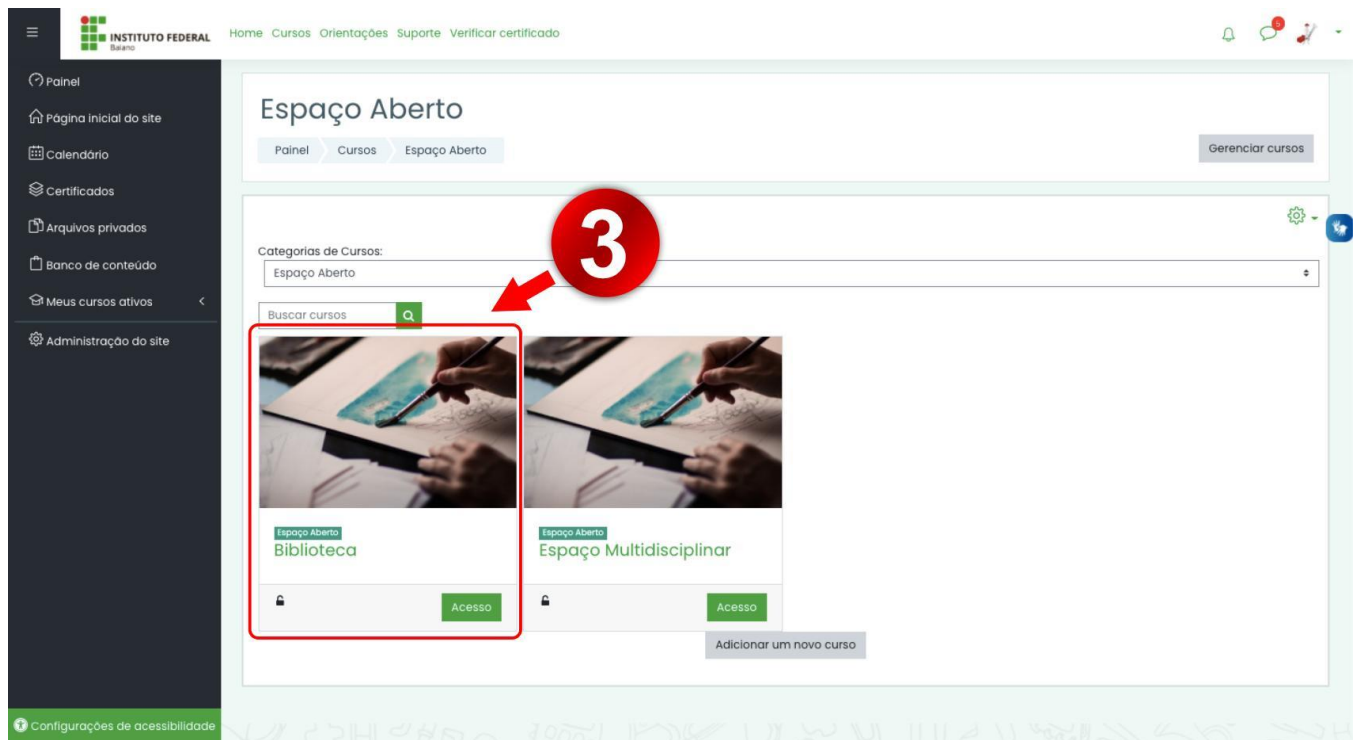 INSTITUTO FEDERAL
Baiano
Home Cursos Orientações Suporte Verificar certificado
5
Painel
Página inicial do site
Calendário
Certificados
Arquivos privados
Banco de conteúdo
Meus cursos ativos
Administração do site
Configurações de acessibilidade
Espaço Aberto
Painel Cursos Espaço Aberto
Gerenciar cursos
3
Categorias de Cursos:
Espaço Aberto
Buscar cursos
Espaço Aberto
Biblioteca
Acesso
Espaço Aberto
Espaço Multidisciplinar
Acesso
Adicionar um novo curso